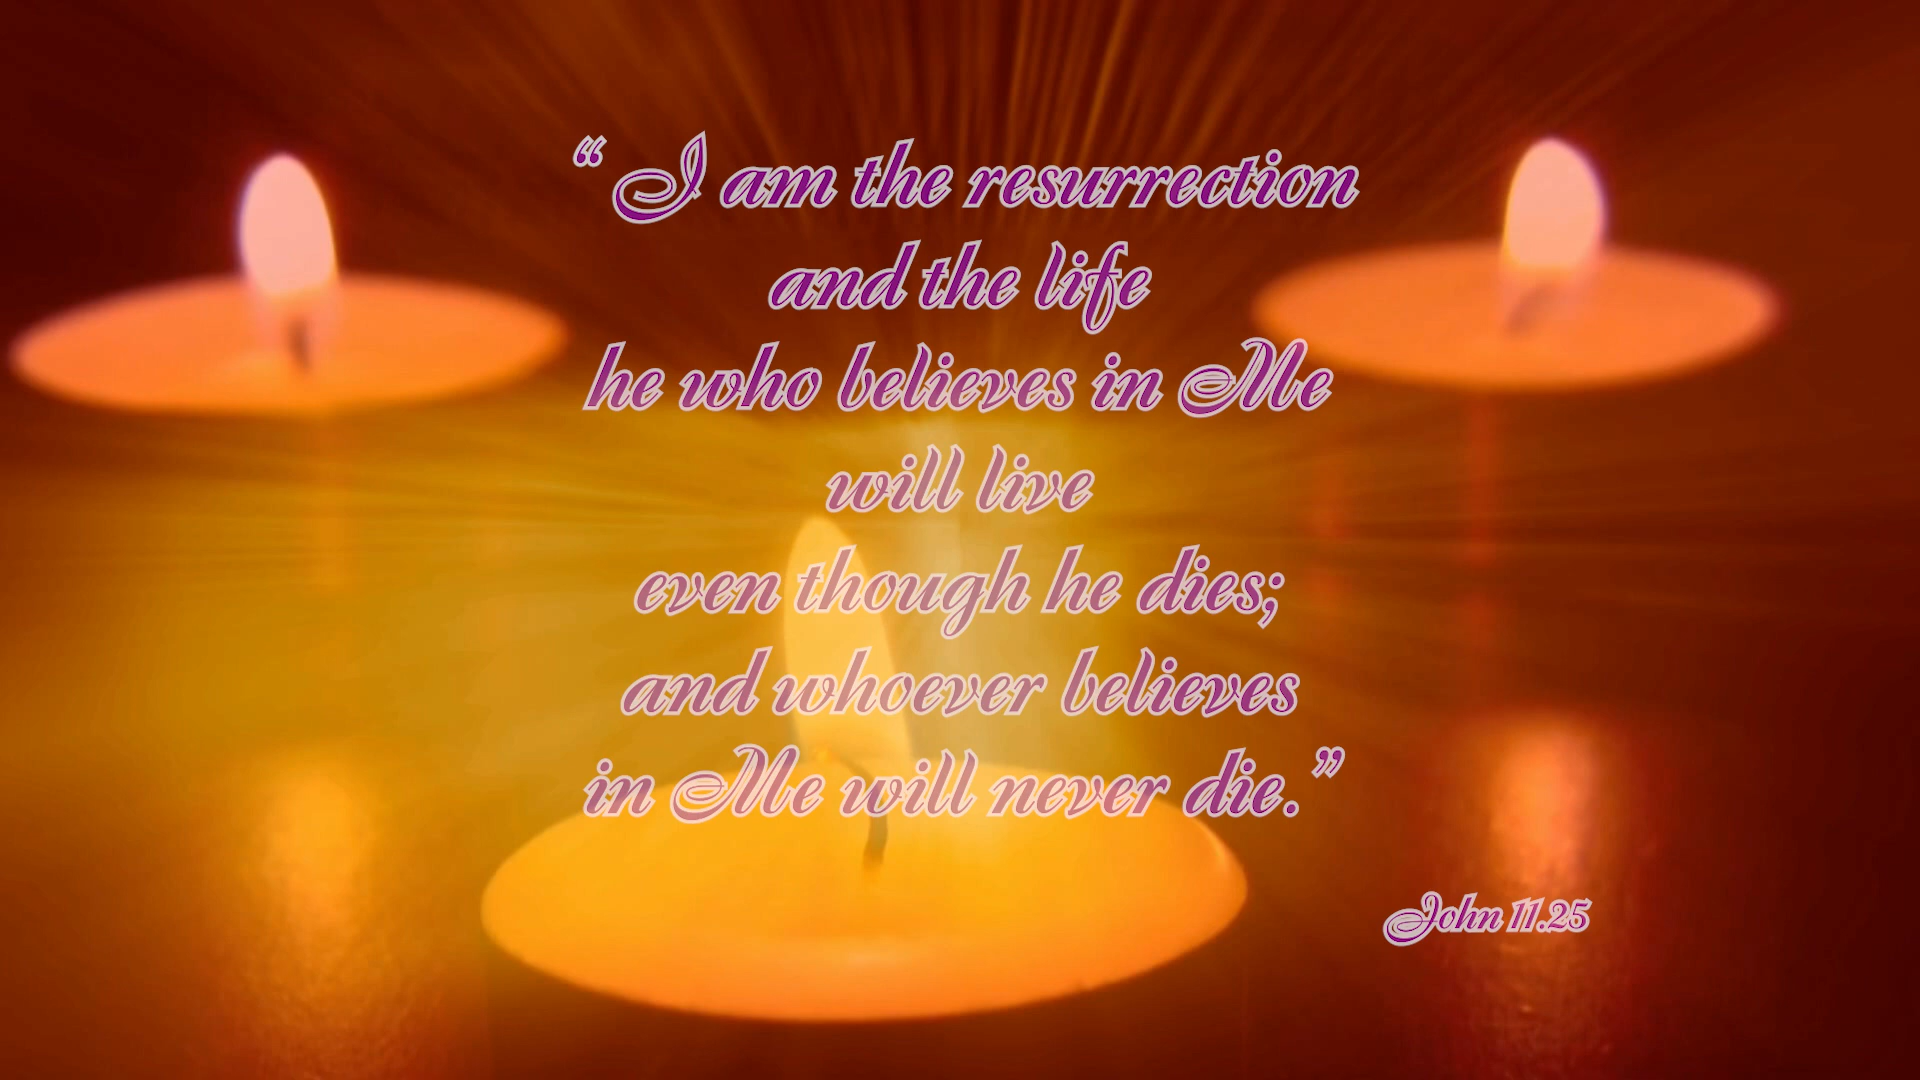 “ I am the resurrection
and the life
he who believes in Me
will live
even though he dies;
and whoever believes
in Me will never die.”
John 11.25